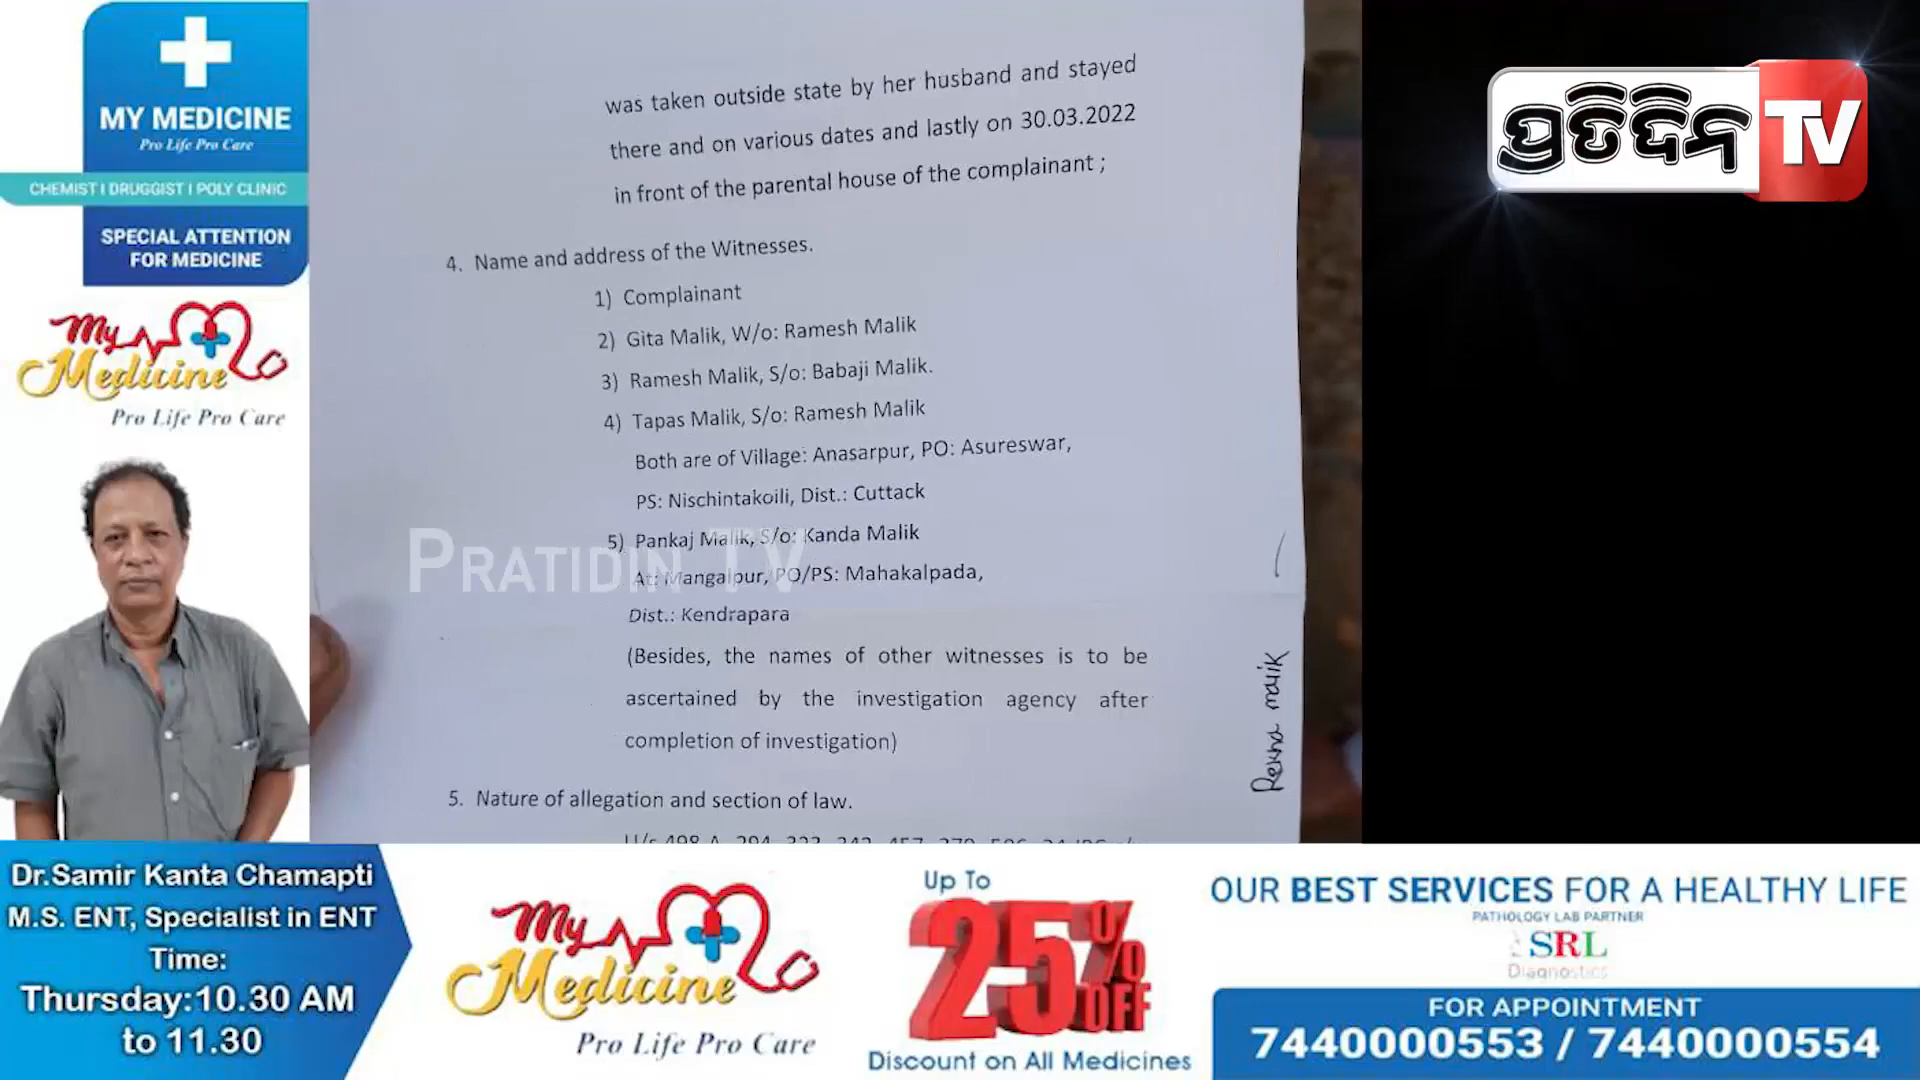 MY MEDICINE
Pro Life Pro Care
CHEMIST I DRUGGIST I POLY CLINIC
SPECIAL ATTENTION
FOR MEDICINE
My
Medicine
Pro Life Pro Care
was taken outside state by her husband and stayed
there and on various dates and lastly on 30.03.2022
in front of the parental house of the complainant ;
4. Name and address of the Witnesses.
1) Complainant
2) Gita Malik, W/o: Ramesh Malik
3) Ramesh Malik, S/o: Babaji Malik.
4) Tapas Malik, S/o: Ramesh Malik
Both are of Village: Anasarpur, PO: Asureswar,
PS: Nischintakoili, Dist.: Cuttack
5) Pankaj Malik, S/o: Kanda Malik
At: Mangalpur, PO/PS: Mahakalpada,
Dist.: Kendrapara
(Besides, the names of other witnesses is to be
ascertained by the investigation agency after
completion of investigation)
5. Nature of allegation and section of law.
PRATIDIN TV
Rekha malik
ପ୍ରତିଦିନ TV
Dr.Samir Kanta Chamapti
M.S. ENT, Specialist in ENT
Time:
Thursday:10.30 AM
to 11.30
My
Medicine
Pro Life Pro Care
Up To
25% OFF
Discount on All Medicines
OUR BEST SERVICES FOR A HEALTHY LIFE
PATHOLOGY LAB PARTNER
SRL
Diagnostics
FOR APPOINTMENT
7440000553 / 7440000554